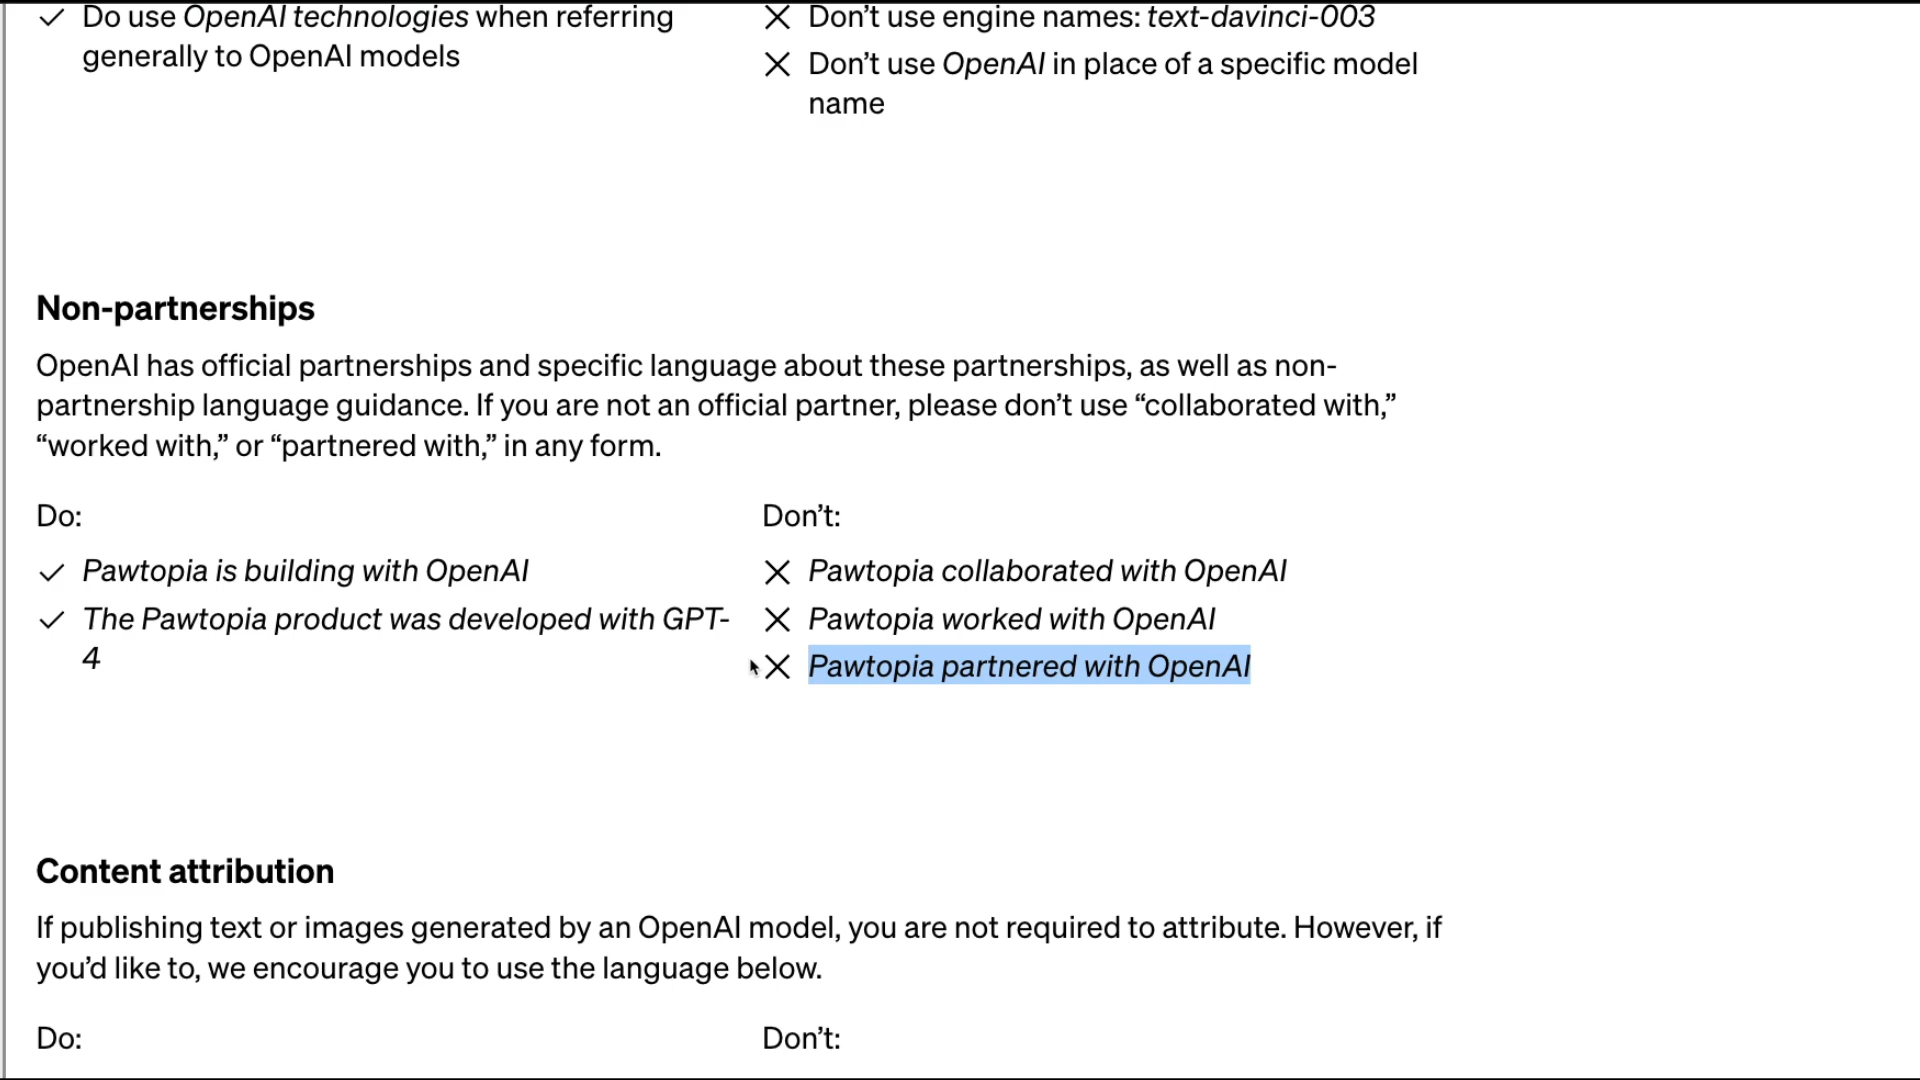 Do use OpenAI technologies when referring
generally to OpenAI models
Don’t use engine names: text-davinci-003
Don’t use OpenAI in place of a specific model
name
Non-partnerships
OpenAI has official partnerships and specific language about these partnerships, as well as non-
partnership language guidance. If you are not an official partner, please don’t use “collaborated with,”
“worked with,” or “partnered with,” in any form.
Do:
Pawtopia is building with OpenAI
The Pawtopia product was developed with GPT-
4
Don’t:
Pawtopia collaborated with OpenAI
Pawtopia worked with OpenAI
Pawtopia partnered with OpenAI
Content attribution
If publishing text or images generated by an OpenAI model, you are not required to attribute. However, if
you’d like to, we encourage you to use the language below.
Do:
Don’t: